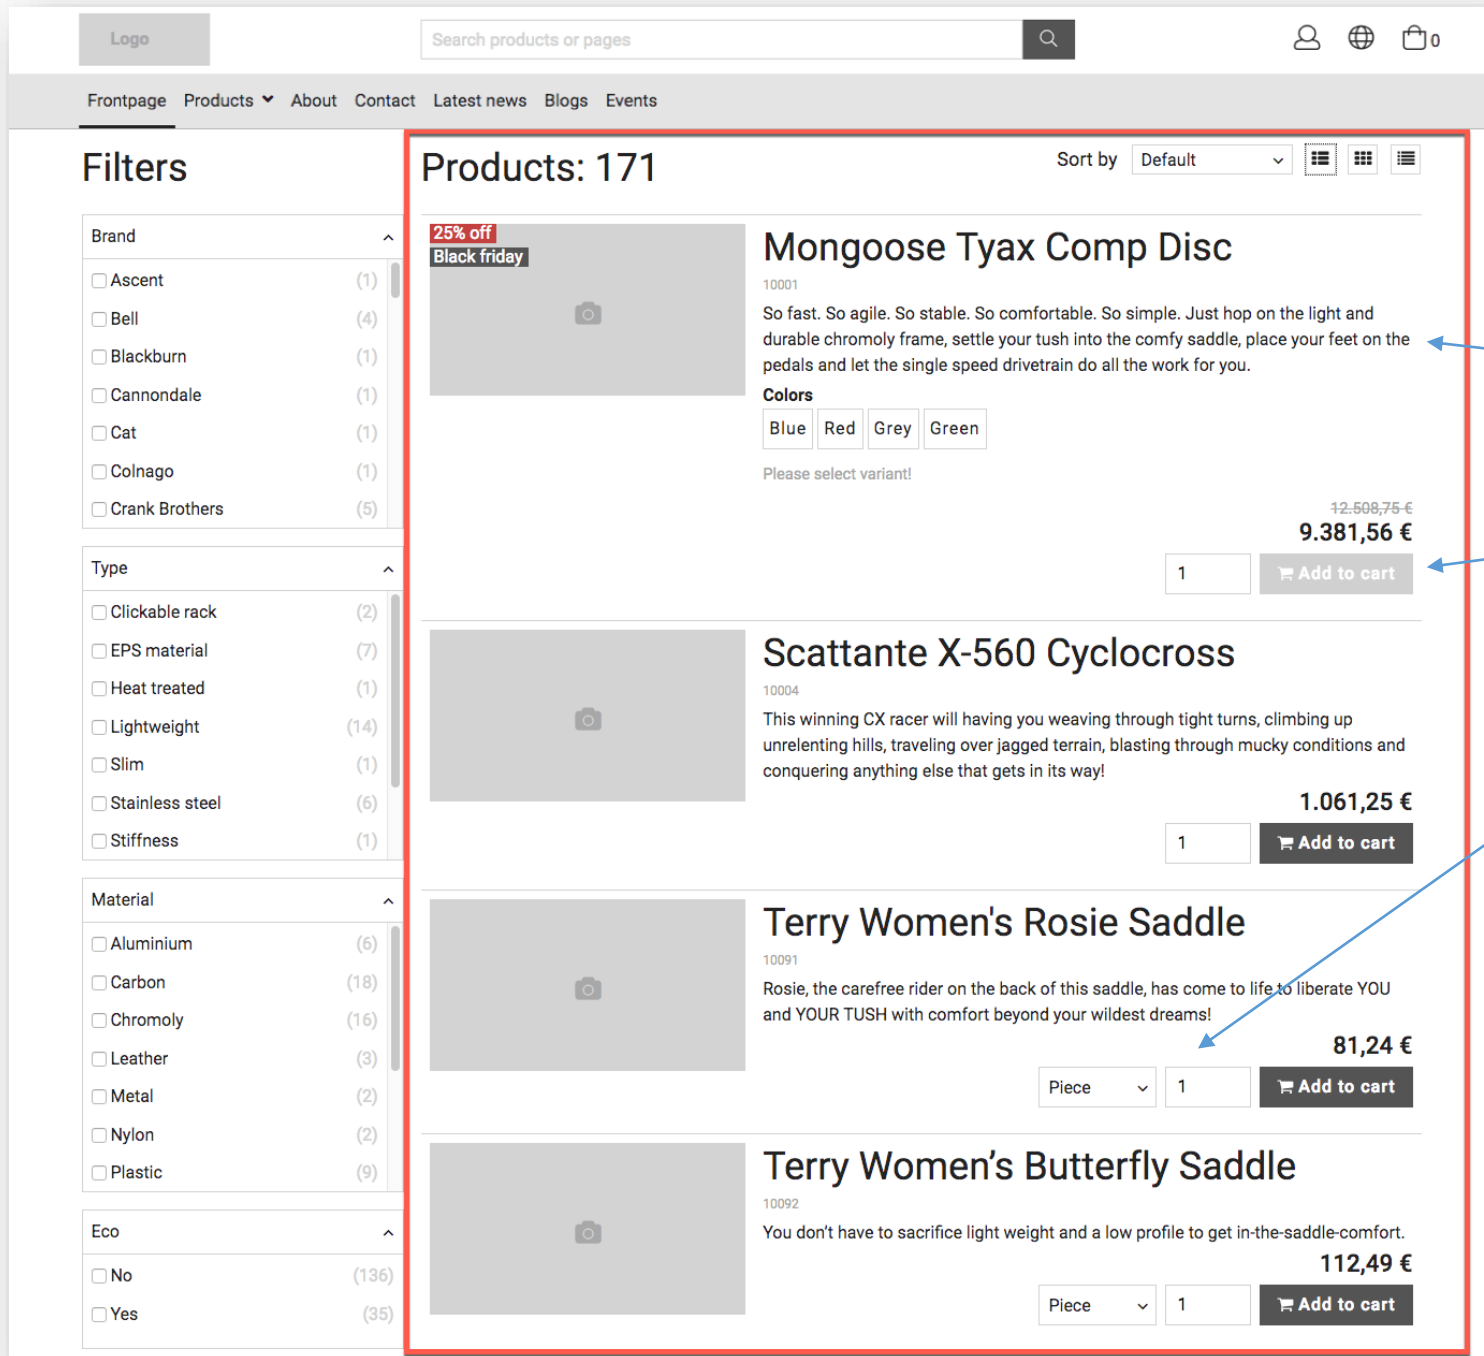 Logo
Search products or pages
0
Frontpage Products About Contact Latest news Blogs Events
Filters
Brand
Ascent (1)
Bell (4)
Blackburn (1)
Cannondale (1)
Cat (1)
Colnago (1)
Crank Brothers (5)
Type
Clickable rack (2)
EPS material (7)
Heat treated (1)
Lightweight (14)
Slim (1)
Stainless steel (6)
Stiffness (1)
Material
Aluminium (6)
Carbon (18)
Chromoly (16)
Leather (3)
Metal (2)
Nylon (2)
Plastic (9)
Eco
No (136)
Yes (35)
Products: 171
Sort by Default
25% off
Black friday
Mongoose Tyax Comp Disc
10001
So fast. So agile. So stable. So comfortable. So simple. Just hop on the light and
durable chromoly frame, settle your tush into the comfy saddle, place your feet on the
pedals and let the single speed drivetrain do all the work for you.
Colors
Blue Red Grey Green
Please select variant!
12.508,75 €
9.381,56 €
1 Add to cart
Scattante X-560 Cyclocross
10004
This winning CX racer will having you weaving through tight turns, climbing up
unrelenting hills, traveling over jagged terrain, blasting through mucky conditions and
conquering anything else that gets in its way!
1.061,25 €
1 Add to cart
Terry Women's Rosie Saddle
10091
Rosie, the carefree rider on the back of this saddle, has come to life to liberate YOU
and YOUR TUSH with comfort beyond your wildest dreams!
81,24 €
Piece 1 Add to cart
Terry Women’s Butterfly Saddle
10092
You don’t have to sacrifice light weight and a low profile to get in-the-saddle-comfort.
112,49 €
Piece 1 Add to cart